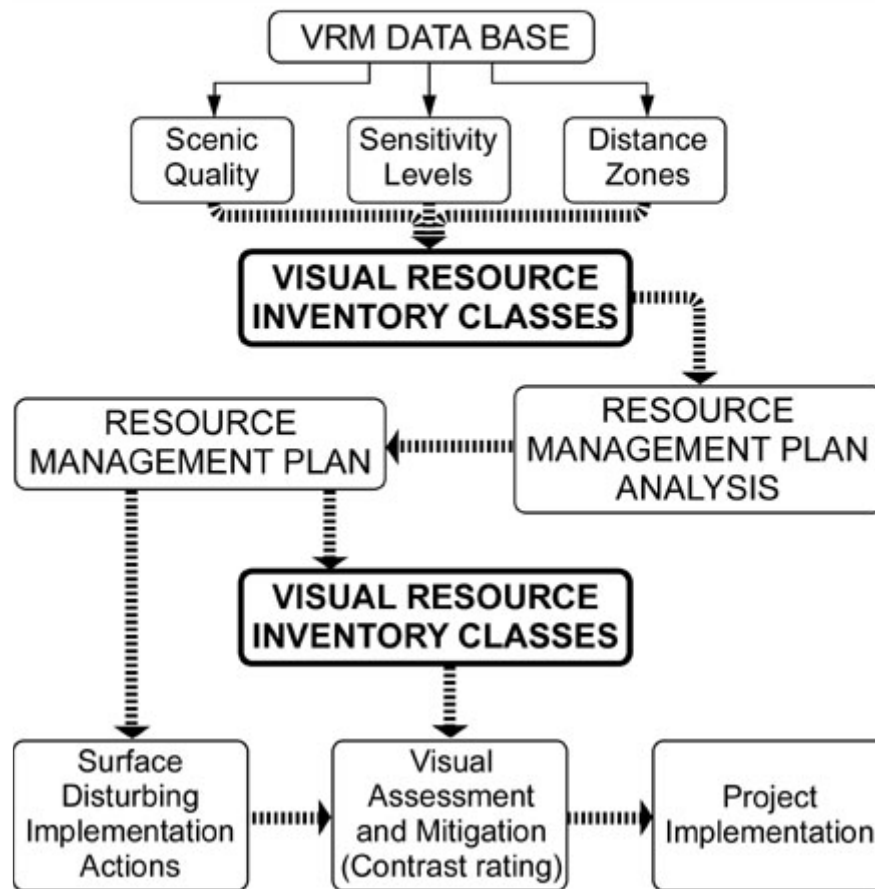 VRM DATA BASE
Scenic
Quality
Sensitivity
Levels
Distance
Zones
VISUAL RESOURCE
INVENTORY CLASSES
RESOURCE
MANAGEMENT PLAN
ANALYSIS
RESOURCE
MANAGEMENT PLAN
VISUAL RESOURCE
INVENTORY CLASSES
Surface
Disturbing
Implementation
Actions
Visual
Assessment
and Mitigation
(Contrast rating)
Project
Implementation